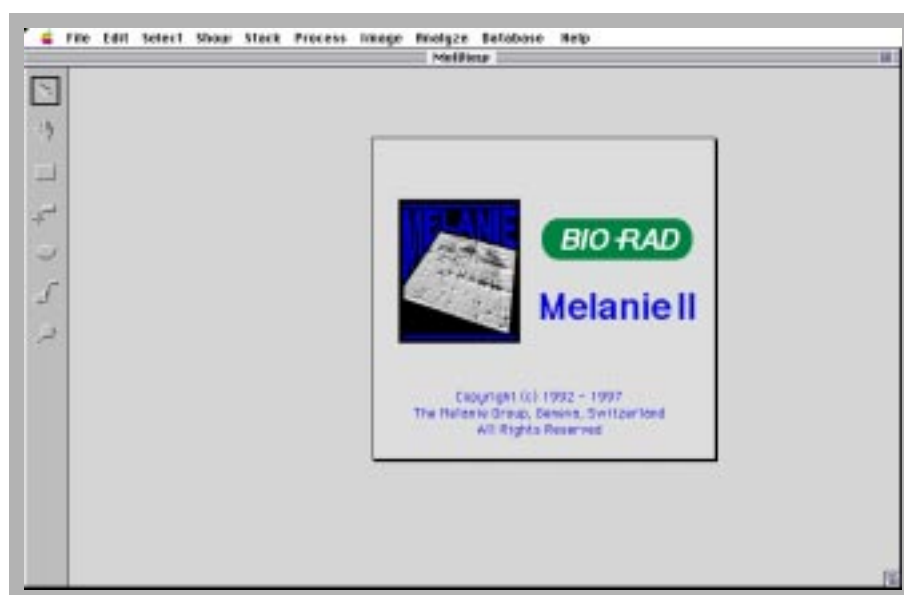 File Edit Select Show Stack Process Image Analyze Database Help
MelView
MELANIE
BIO-RAD
Melanie II
Copyright (c) 1992 - 1997
The Melanie Group, Geneva, Switzerland
All Rights Reserved